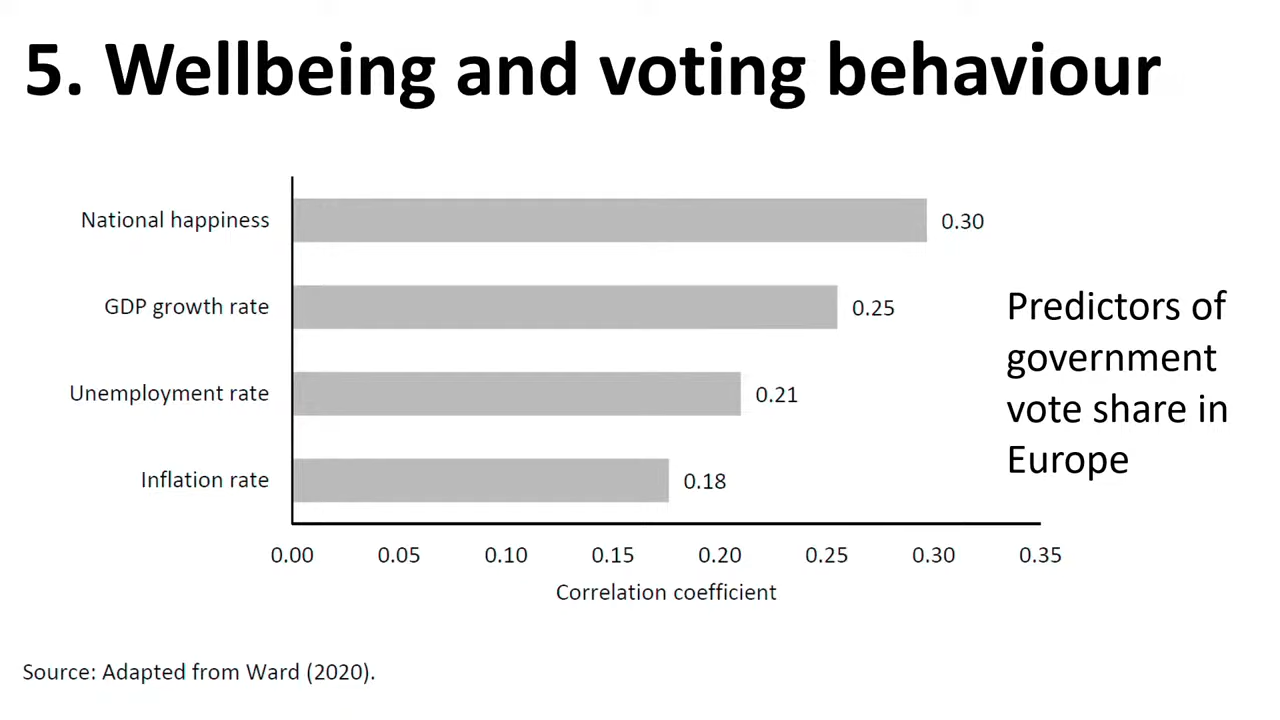 5. Wellbeing and voting behaviour
National happiness
0.30
GDP growth rate
0.25
Unemployment rate
0.21
Inflation rate
0.18
0.00 0.05 0.10 0.15 0.20 0.25 0.30 0.35
Correlation coefficient
Predictors of
government
vote share in
Europe
Source: Adapted from Ward (2020).